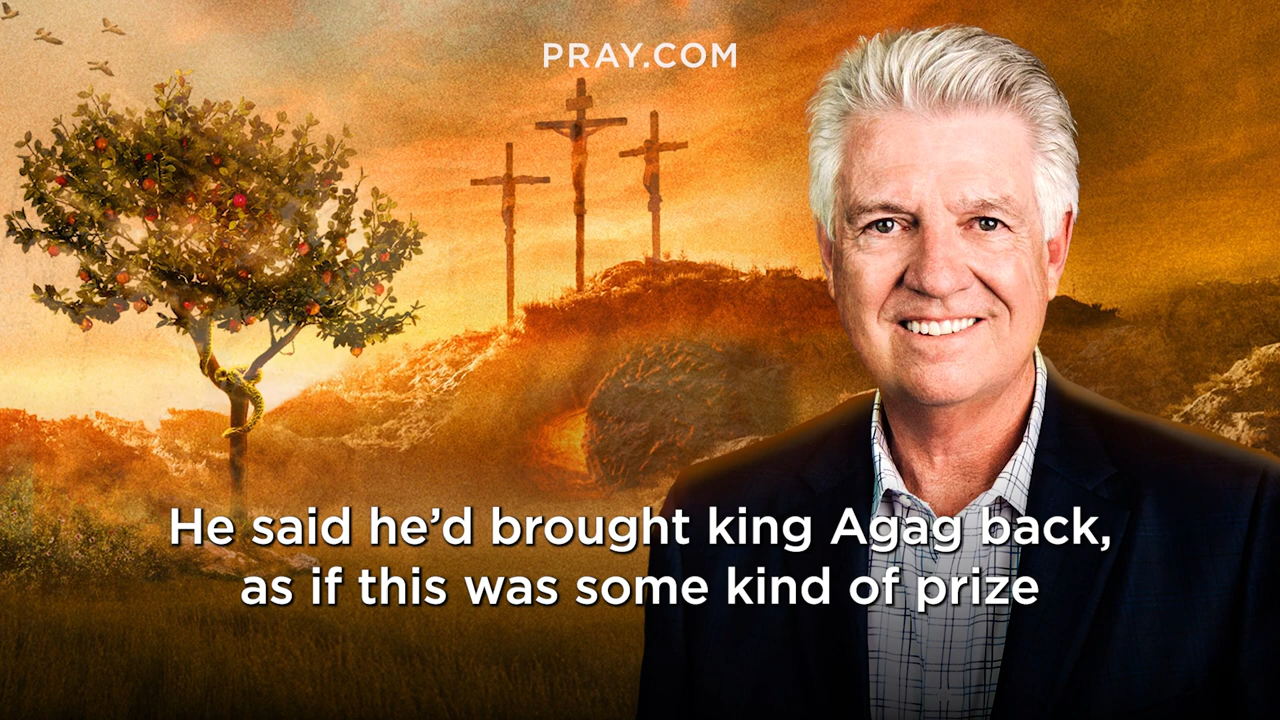 PRAY.COM
He said he’d brought king Agag back,
as if this was some kind of prize